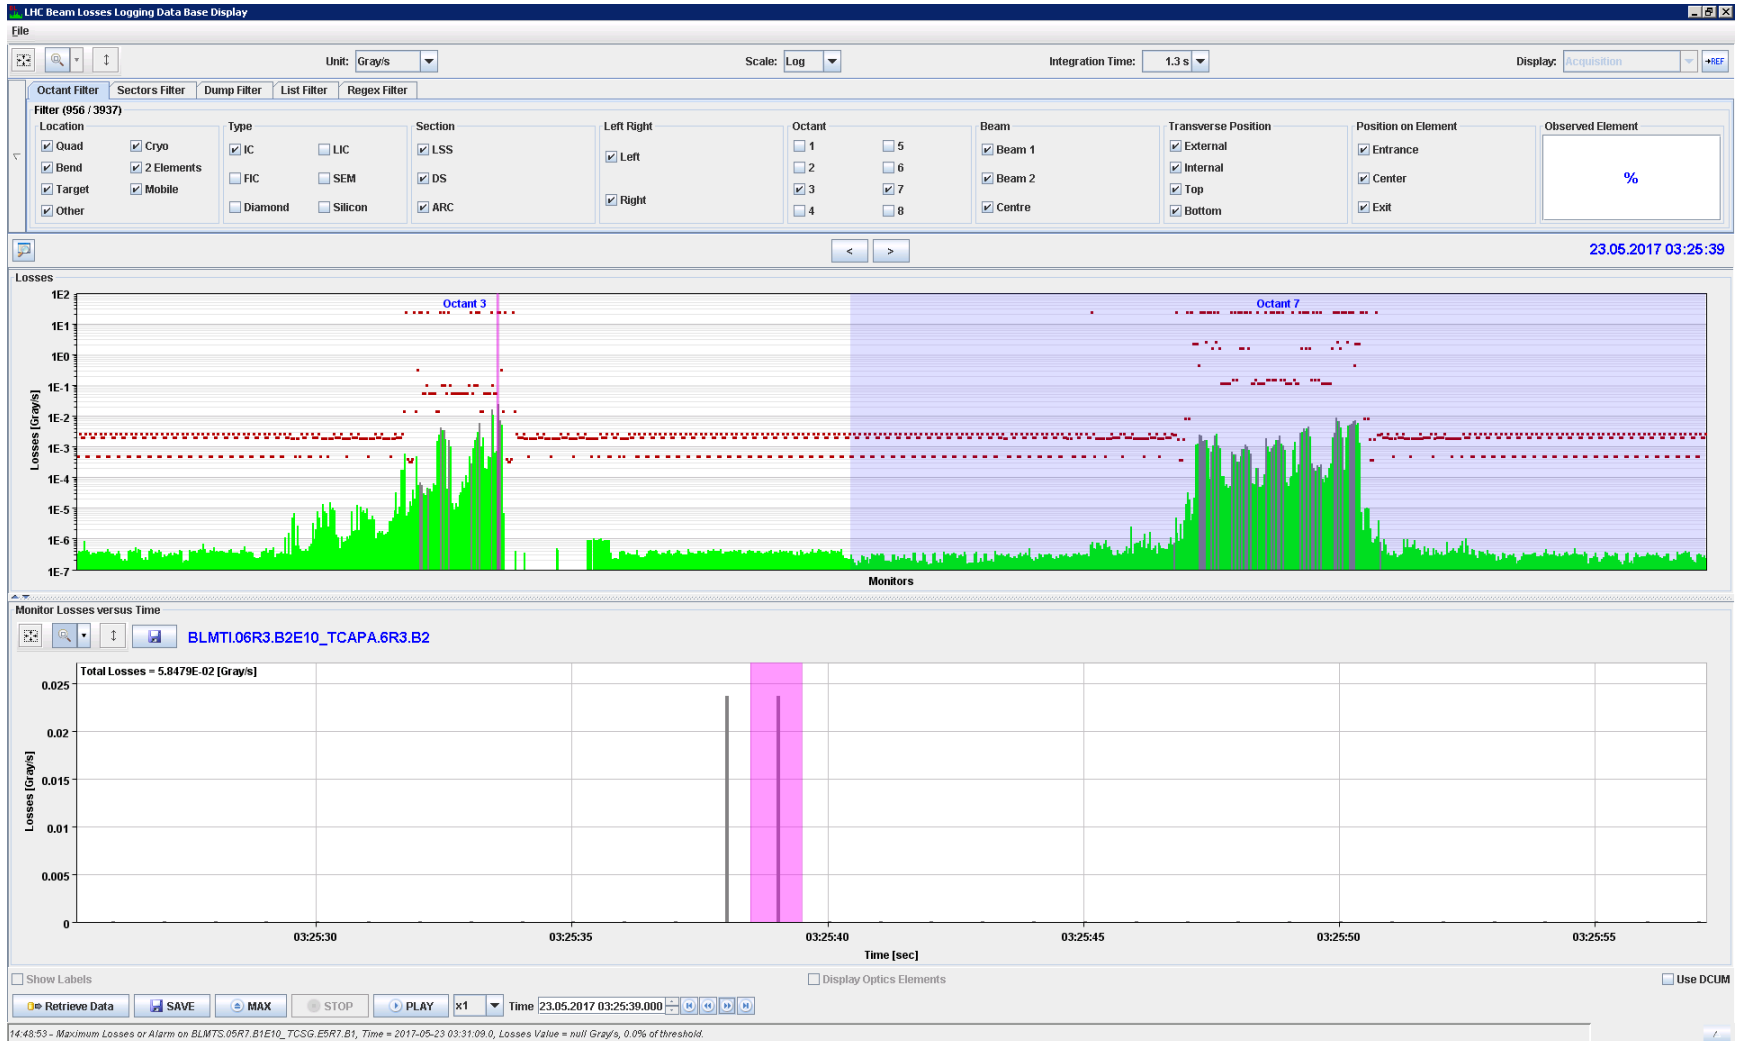 LHC Beam Losses Logging Data Base Display
File
Unit: Gray/s Scale: Log Integration Time: 1.3 s Display: Acquisition →REF
Octant Filter Sectors Filter Dump Filter List Filter Regex Filter
Filter (956 / 3937)
Location Type Section Left Right Octant Beam Transverse Position Position on Element Observed Element
Quad Cryo IC LIC LSS Left 1 5 Beam 1 External Entrance
Bend 2 Elements FIC SEM DS 2 6 Beam 2 Internal Center %
Target Mobile 3 7 Top
Other Diamond Silicon ARC Right 4 8 Centre Bottom Exit
< > 23.05.2017 03:25:39
Losses
Octant 3 Octant 7
1E2
1E1
1E0
1E-1
1E-2
1E-3
1E-4
1E-5
1E-6
1E-7
Losses [Gray/s]
Monitors
Monitor Losses versus Time
BLMTI.06R3.B2E10_TCAPA.6R3.B2
Total Losses = 5.8479E-02 [Gray/s]
0.025
0.02
0.015
0.01
0.005
0
Losses [Gray/s]
03:25:30 03:25:35 03:25:40 03:25:45 03:25:50 03:25:55
Time [sec]
Show Labels Display Optics Elements Use DCUM
Retrieve Data SAVE MAX STOP PLAY x1 Time 23.05.2017 03:25:39.000
14:48:53 - Maximum Losses or Alarm on BLMTS.05R7.B1E10_TCSG.E5R7.B1, Time = 2017-05-23 03:31:09.0, Losses Value = null Gray/s, 0.0% of threshold.